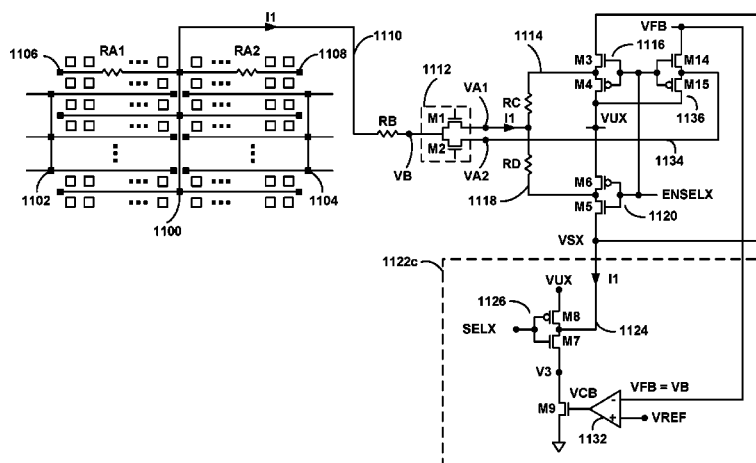 I1
1110
1106
RA1
RA2
1108
1114
VFB
M3
1116
M14
M4
M15
1112
RC
VA1
M1
I1
1136
RB
VUX
M2
1134
VB
VA2
RD
M6
1102
1104
1118
M5
ENSELX
1120
1100
VSX
1122c
I1
VUX
1126
M8
SELX
1124
M7
V3
VCB
VFB = VB
M9
-
+
VREF
1132